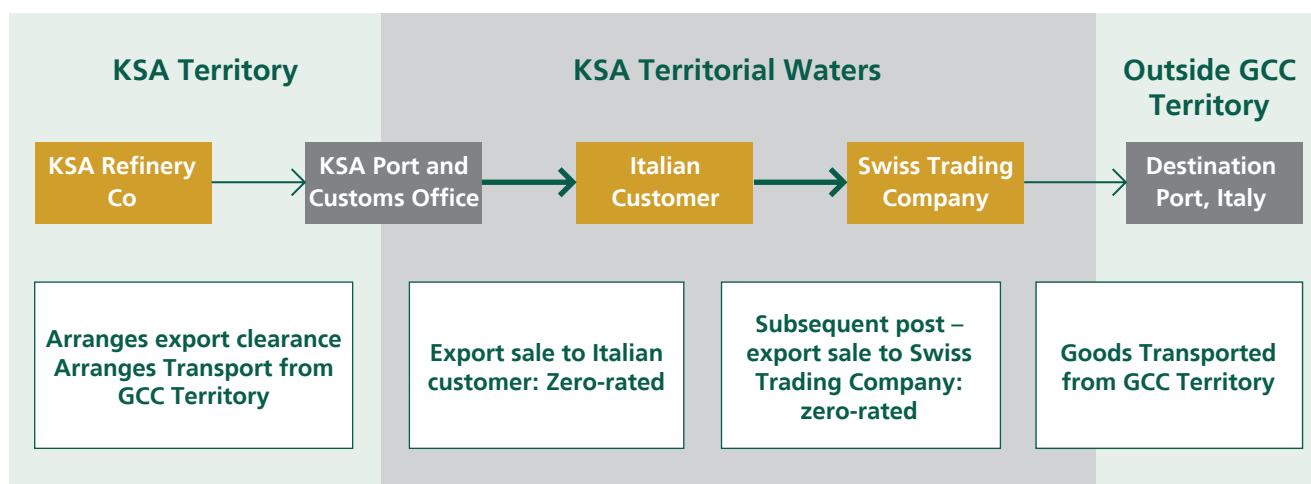 KSA Territory
KSA Territorial Waters
Outside GCC
Territory
KSA Refinery
Co
KSA Port and
Customs Office
Italian
Customer
Swiss Trading
Company
Destination
Port, Italy
Arranges export clearance
Arranges Transport from
GCC Territory
Export sale to Italian
customer: Zero-rated
Subsequent post –
export sale to Swiss
Trading Company:
zero-rated
Goods Transported
from GCC Territory